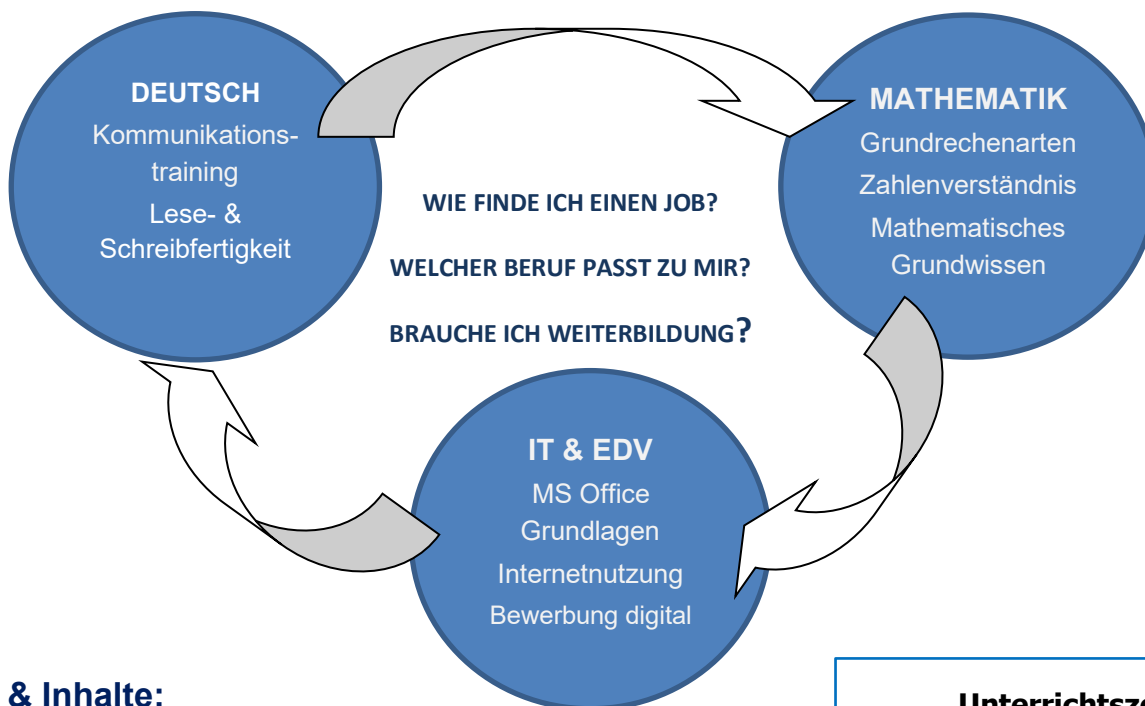 DEUTSCH
Kommunikations-
training
Lese- &
Schreibfertigkeit
MATHEMATIK
Grundrechenarten
Zahlenverständnis
Mathematisches
Grundwissen
WIE FINDE ICH EINEN JOB?
WELCHER BERUF PASST ZU MIR?
BRAUCHE ICH WEITERBILDUNG?
IT & EDV
MS Office
Grundlagen
Internetnutzung
Bewerbung digital
& Inhalte: